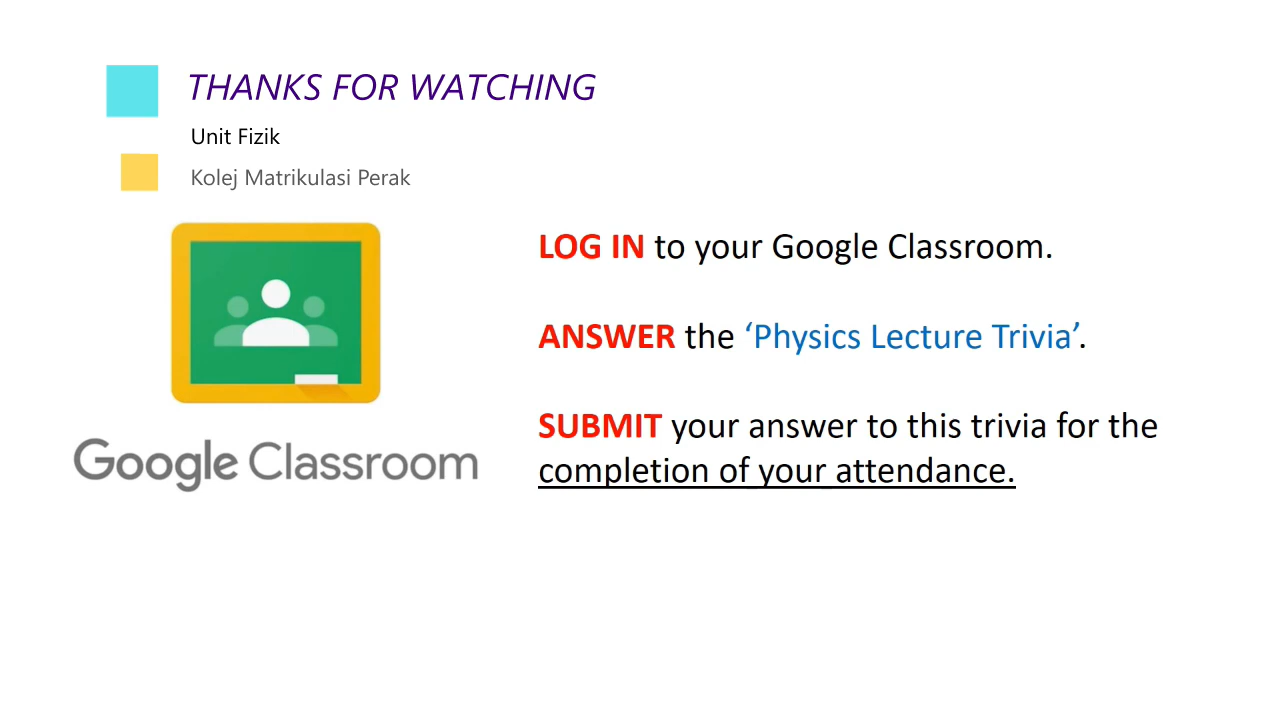 THANKS FOR WATCHING
Unit Fizik
Kolej Matrikulasi Perak
Google Classroom
LOG IN to your Google Classroom.
ANSWER the ‘Physics Lecture Trivia’.
SUBMIT your answer to this trivia for the
completion of your attendance.